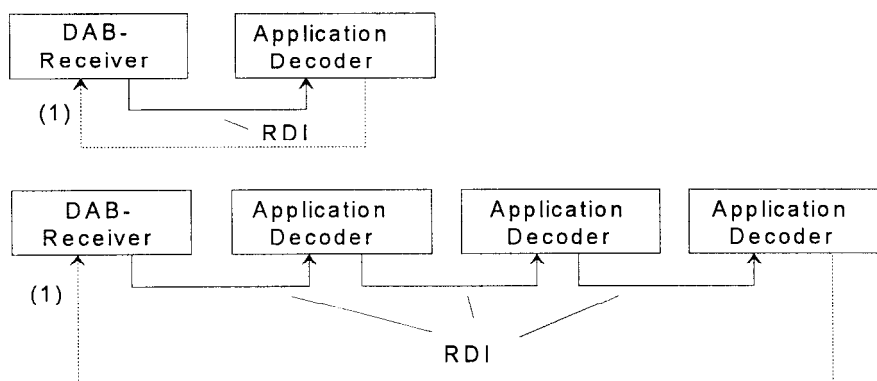 DAB-
Receiver
Application
Decoder
(1)
RDI
DAB-
Receiver
Application
Decoder
Application
Decoder
Application
Decoder
(1)
RDI